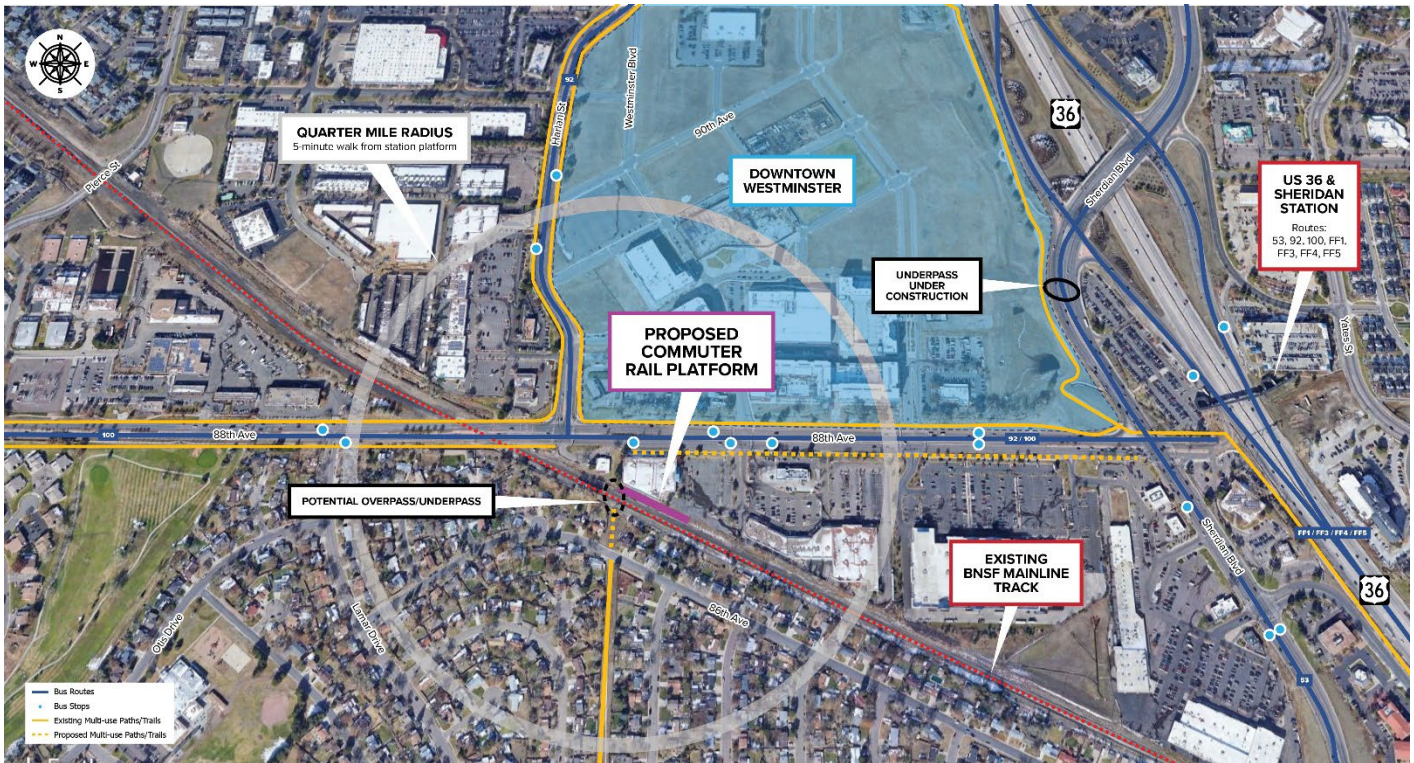 N
W E
S
Pierce St
QUARTER MILE RADIUS
5-minute walk from station platform
92
Harlan St
Westminster Blvd
90th Ave
DOWNTOWN
WESTMINSTER
36
Sherdian Blvd
US 36 &
SHERIDAN
STATION
Routes:
53, 92, 100, FF1,
FF3, FF4, FF5
UNDERPASS
UNDER
CONSTRUCTION
Yates St
PROPOSED
COMMUTER
RAIL PLATFORM
100
88th Ave
88th Ave
92 / 100
POTENTIAL OVERPASS/UNDERPASS
EXISTING
BNSF MAINLINE
TRACK
Sherdian Blvd
FF1 / FF3 / FF4 / FF5
36
Otis Drive
Lamar Drive
86th Ave
53
Bus Routes
Bus Stops
Existing Multi-use Paths/Trails
Proposed Multi-use Paths/Trails